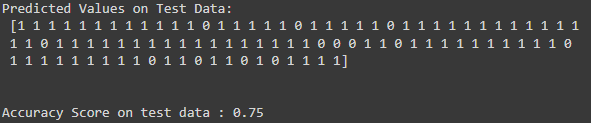 Predicted Values on Test Data:
[1 1 1 1 1 1 1 1 1 1 1 1 0 1 1 1 1 1 0 1 1 1 1 1 0 1 1 1 1 1 1 1 1 1 1 1 1
1 1 0 1 1 1 1 1 1 1 1 1 1 1 1 1 1 1 1 1 0 0 0 1 1 0 1 1 1 1 1 1 1 1 1 1 0
1 1 1 1 1 1 1 1 1 0 1 1 0 1 1 0 1 0 1 1 1 1]
Accuracy Score on test data : 0.75